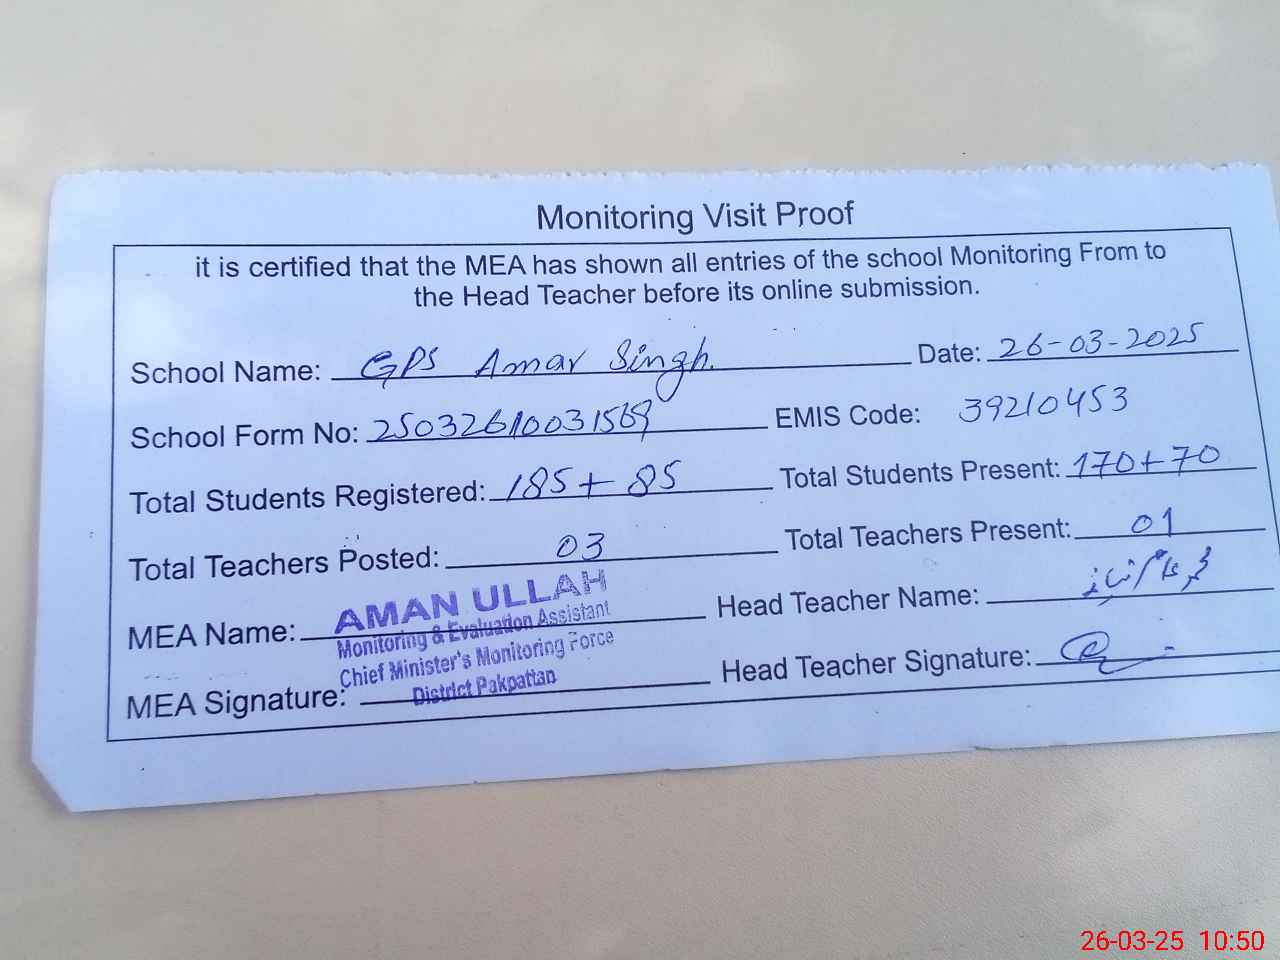 Monitoring Visit Proof
it is certified that the MEA has shown all entries of the school Monitoring From to
the Head Teacher before its online submission.
School Name: GPS Amar Singh. Date: 26-03-2025
School Form No: 25032610031569 EMIS Code: 39210453
Total Students Registered: 185+85 Total Students Present: 170+70
Total Teachers Posted: 03 Total Teachers Present: 01
MEA Name: AMAN ULLAH Head Teacher Name:
Monitoring & Evaluation Assistant
Chief Minister's Monitoring Force
MEA Signature: District Pakpattan Head Teacher Signature:
26-03-25 10:50